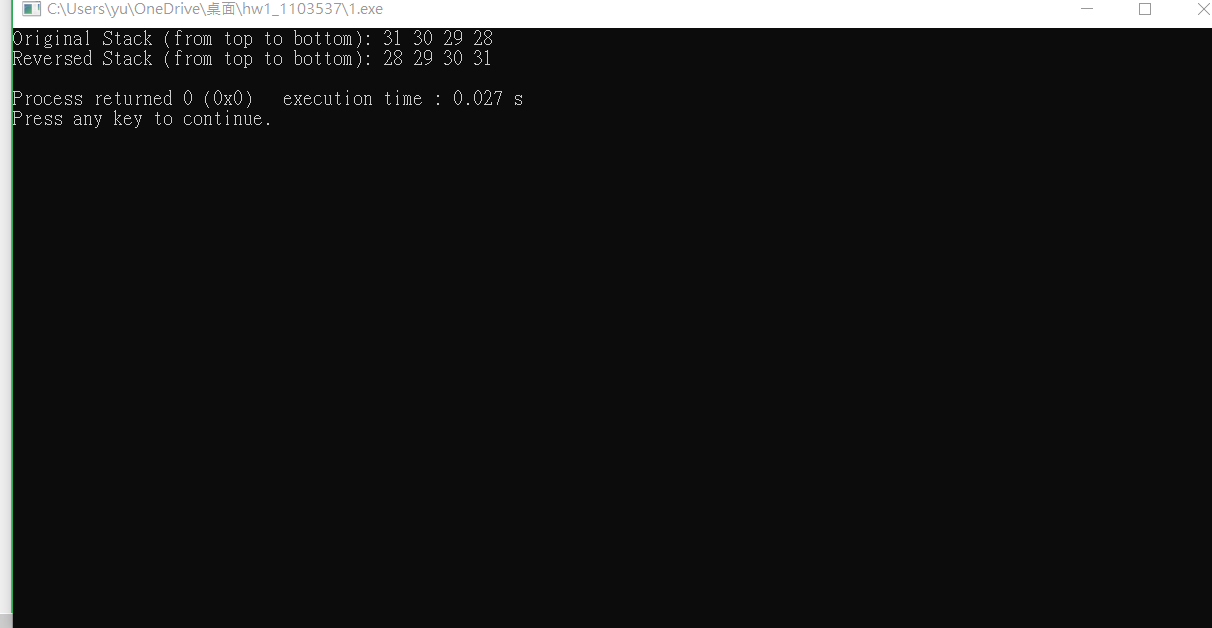 C:\Users\yu\OneDrive\桌面\hw1_1103537\1.exe
Original Stack (from top to bottom): 31 30 29 28
Reversed Stack (from top to bottom): 28 29 30 31
Process returned 0 (0x0)   execution time : 0.027 s
Press any key to continue.